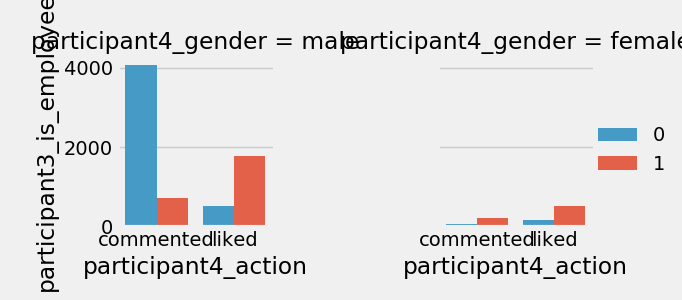 participant4_gender = male
participant4_gender = female
participant3_is_employee
4000
2000
0
commented
liked
commented
liked
participant4_action
participant4_action
0
1